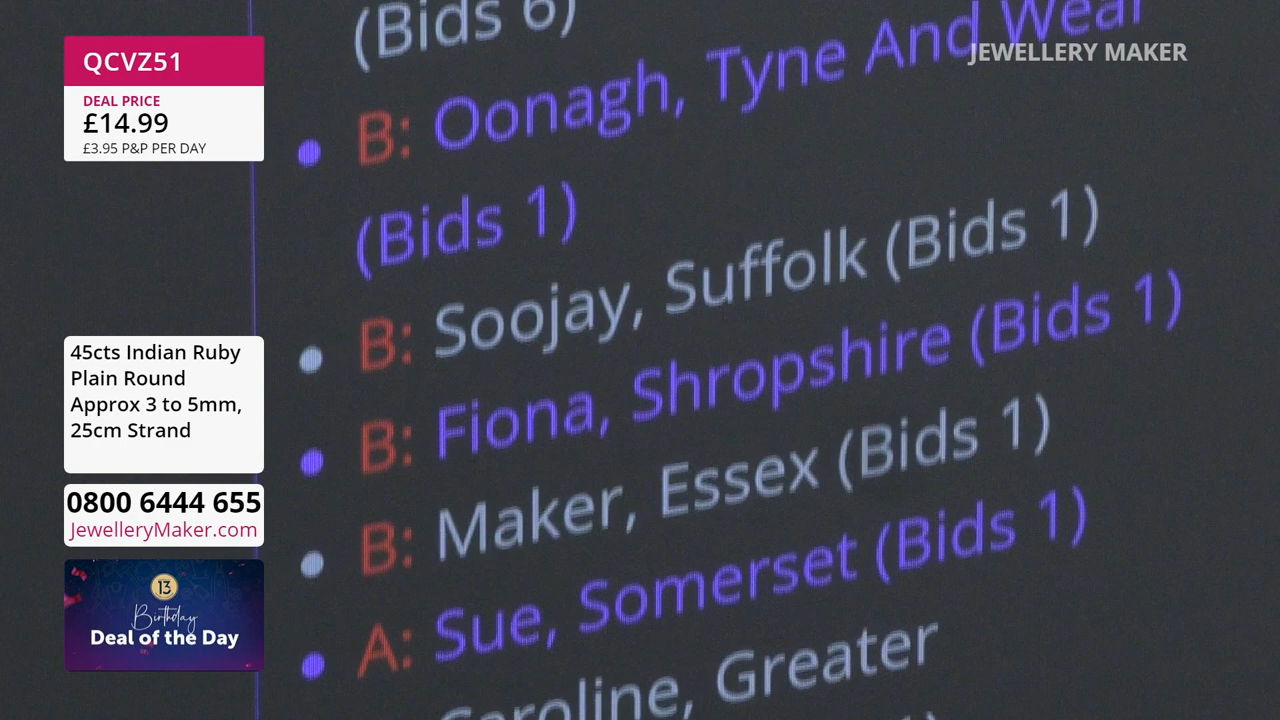 QCVZ51
DEAL PRICE
£14.99
£3.95 P&P PER DAY
45cts Indian Ruby
Plain Round
Approx 3 to 5mm,
25cm Strand
0800 6444 655
JewelleryMaker.com
13
Birthday
Deal of the Day
JEWELLERY MAKER
(Bids 6)
B: Oonagh, Tyne And Wear
(Bids 1)
B: Soojay, Suffolk (Bids 1)
B: Fiona, Shropshire (Bids 1)
B: Maker, Essex (Bids 1)
A: Sue, Somerset (Bids 1)
Caroline, Greater